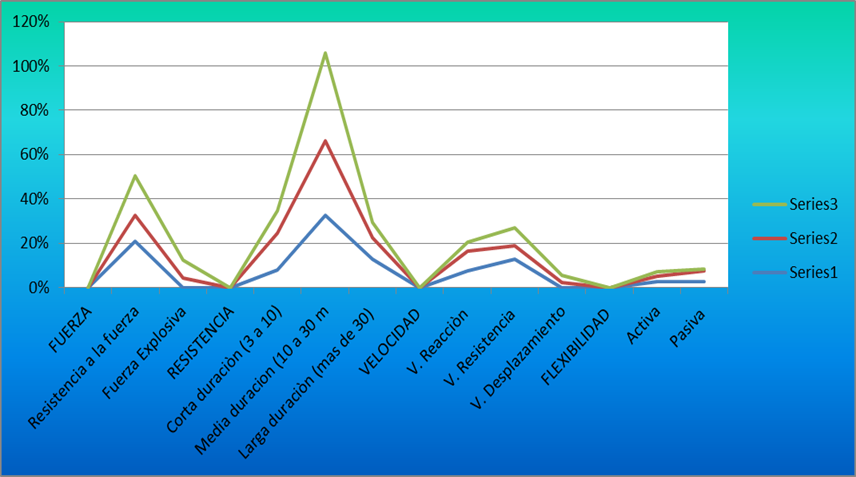 120%
100%
80%
60%
40%
20%
0%
FUERZA
Resistencia a la fuerza
Fuerza Explosiva
RESISTENCIA
Corta duraciòn (3 a 10)
Media duracion (10 a 30 m
Larga duraciòn (mas de 30)
VELOCIDAD
V. Reacciòn
V. Resistencia
V. Desplazamiento
FLEXIBILIDAD
Activa
Pasiva
Series3
Series2
Series1